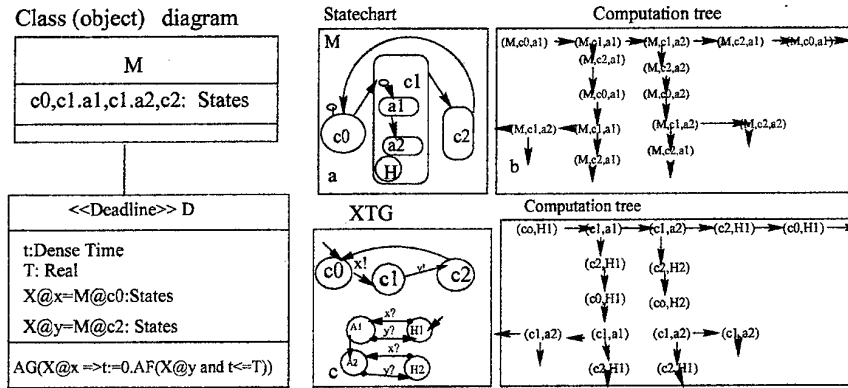 Class (object) diagram
M
c0,c1.a1,c1.a2,c2: States
<<Deadline>> D
t:Dense Time
T: Real
X@x=M@c0:States
X@y=M@c2: States
AG(X@x =>t:=0.AF(X@y and t<=T))
Statechart
M
c1
a1
c0
c2
a2
H
a
Computation tree
(M,c0,a1) (M,c1,a1) (M,c1,a2) (M,c2,a1) (M,c0,a1)
(M,c2,a1) (M,c2,a2)
(M,c0,a1) (M,c0,a2)
(M,c1,a2) (M,c1,a1) (M,c1,a2) (M,c2,a2)
(M,c2,a1) (M,c2,a1)
b
XTG
c0 x! c1 y! c2
x?
A1 H1
y?
x?
A2 H2
y?
c
Computation tree
(co,H1) (c1,a1) (c1,a2) (c2,H1) (c0,H1)
(c2,H1) (c2,H2)
(c0,H1) (co,H2)
(c1,a2) (c1,a1) (c1,a2) (c1,a2)
(c2,H1) (c2,H1)